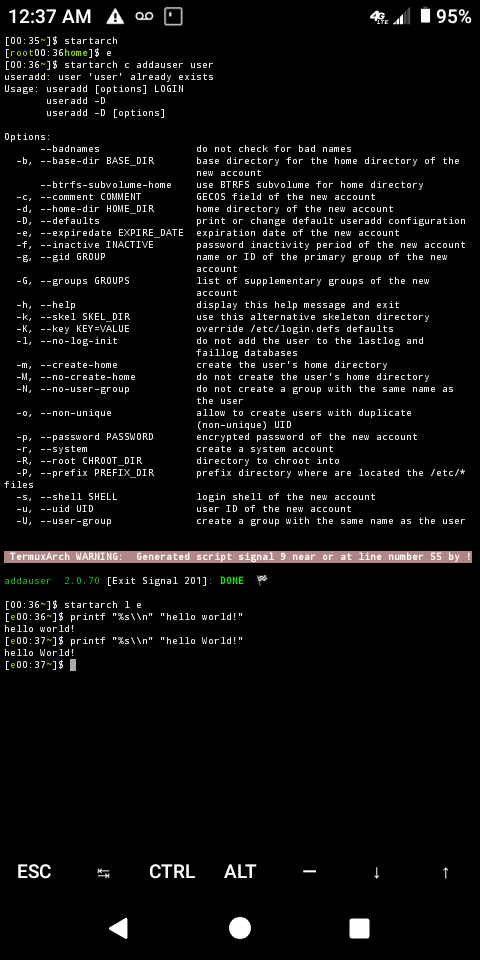 12:37 AM
4G LTE 95%
[00:35~]$ startarch
[root00:36home]$ e
[00:36~]$ startarch c addauser user
useradd: user 'user' already exists
Usage: useradd [options] LOGIN
       useradd -D
       useradd -D [options]
Options:
      --badnames                do not check for bad names
  -b, --base-dir BASE_DIR       base directory for the home directory of the
                                new account
      --btrfs-subvolume-home    use BTRFS subvolume for home directory
  -c, --comment COMMENT         GECOS field of the new account
  -d, --home-dir HOME_DIR       home directory of the new account
  -D, --defaults                print or change default useradd configuration
  -e, --expiredate EXPIRE_DATE  expiration date of the new account
  -f, --inactive INACTIVE       password inactivity period of the new account
  -g, --gid GROUP               name or ID of the primary group of the new
                                account
  -G, --groups GROUPS           list of supplementary groups of the new
                                account
  -h, --help                    display this help message and exit
  -k, --skel SKEL_DIR           use this alternative skeleton directory
  -K, --key KEY=VALUE           override /etc/login.defs defaults
  -l, --no-log-init             do not add the user to the lastlog and
                                faillog databases
  -m, --create-home             create the user's home directory
  -M, --no-create-home          do not create the user's home directory
  -N, --no-user-group           do not create a group with the same name as
                                the user
  -o, --non-unique              allow to create users with duplicate
                                (non-unique) UID
  -p, --password PASSWORD       encrypted password of the new account
  -r, --system                  create a system account
  -R, --root CHROOT_DIR         directory to chroot into
  -P, --prefix PREFIX_DIR       prefix directory where are located the /etc/*
files
  -s, --shell SHELL             login shell of the new account
  -u, --uid UID                 user ID of the new account
  -U, --user-group              create a group with the same name as the user
TermuxArch WARNING:  Generated script signal 9 near or at line number 55 by !
addauser  2.0.70 [Exit Signal 201]: DONE 🏁
[00:36~]$ startarch l e
[e00:36~]$ printf "%s\\n" "hello world!"
hello world!
[e00:37~]$ printf "%s\\n" "hello World!"
hello World!
[e00:37~]$
ESC ↹ CTRL ALT — ↓ ↑